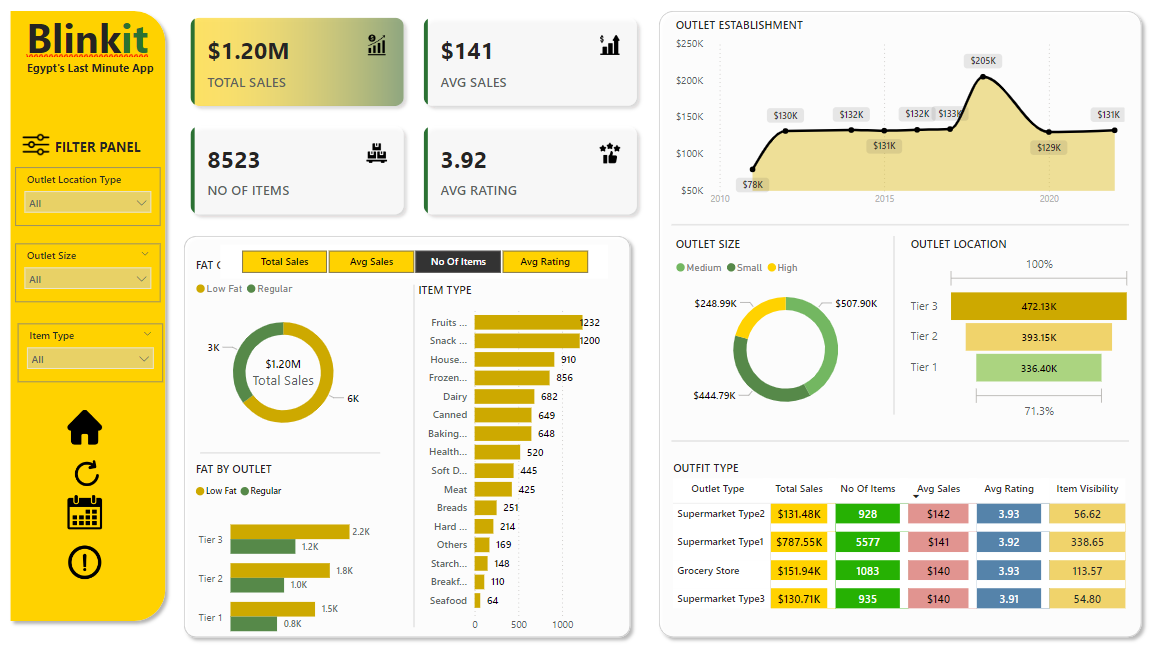 Blinkit
Egypt's Last Minute App
FILTER PANEL
Outlet Location Type
All
Outlet Size
All
Item Type
All
$1.20M
TOTAL SALES
$141
AVG SALES
8523
NO OF ITEMS
3.92
AVG RATING
FAT C
Total Sales
Avg Sales
No Of Items
Avg Rating
Low Fat Regular
3K
$1.20M
Total Sales
6K
FAT BY OUTLET
Low Fat Regular
Tier 3 2.2K
1.2K
Tier 2 1.8K
1.0K
Tier 1 1.5K
0.8K
ITEM TYPE
Fruits ... 1232
Snack ... 1200
House... 910
Frozen... 856
Dairy 682
Canned 649
Baking... 648
Health... 520
Soft D... 445
Meat 425
Breads 251
Hard ... 214
Others 169
Starch... 148
Breakf... 110
Seafood 64
0 500 1000
OUTLET ESTABLISHMENT
$250K
$200K
$150K
$100K
$50K
$78K
$130K
$132K
$131K
$132K
$133K
$205K
$129K
$131K
2010 2015 2020
OUTLET SIZE
Medium Small High
$248.99K
$507.90K
$444.79K
OUTLET LOCATION
100%
Tier 3 472.13K
Tier 2 393.15K
Tier 1 336.40K
71.3%
OUTFIT TYPE
Outlet Type Total Sales No Of Items Avg Sales Avg Rating Item Visibility
Supermarket Type2 $131.48K 928 $142 3.93 56.62
Supermarket Type1 $787.55K 5577 $141 3.92 338.65
Grocery Store $151.94K 1083 $140 3.93 113.57
Supermarket Type3 $130.71K 935 $140 3.91 54.80